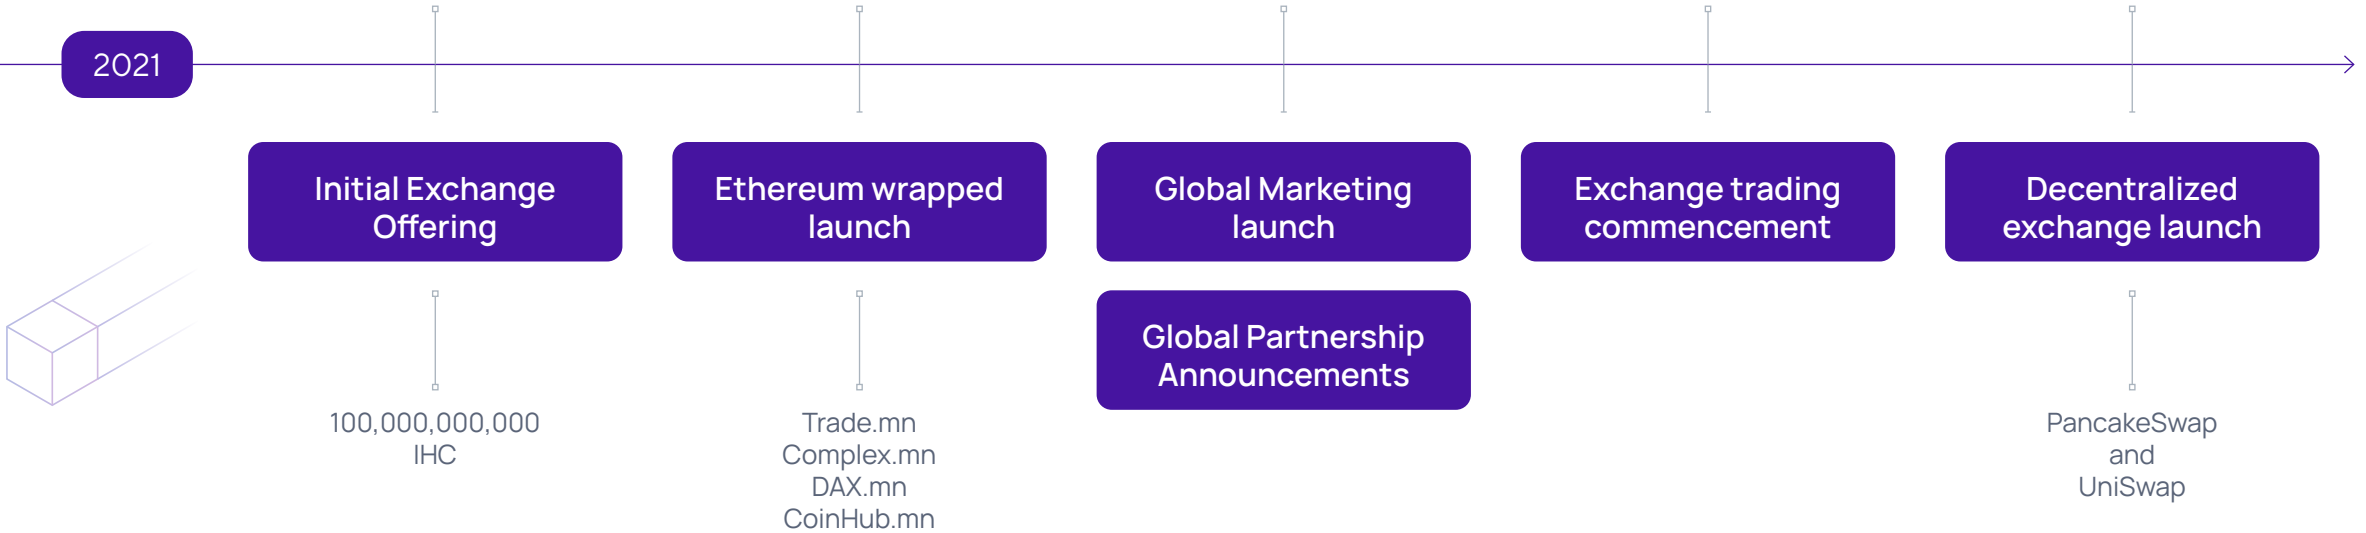 2021
Initial Exchange
Offering
100,000,000,000
IHC
Ethereum wrapped
launch
Trade.mn
Complex.mn
DAX.mn
CoinHub.mn
Global Marketing
launch
Global Partnership
Announcements
Exchange trading
commencement
Decentralized
exchange launch
PancakeSwap
and
UniSwap